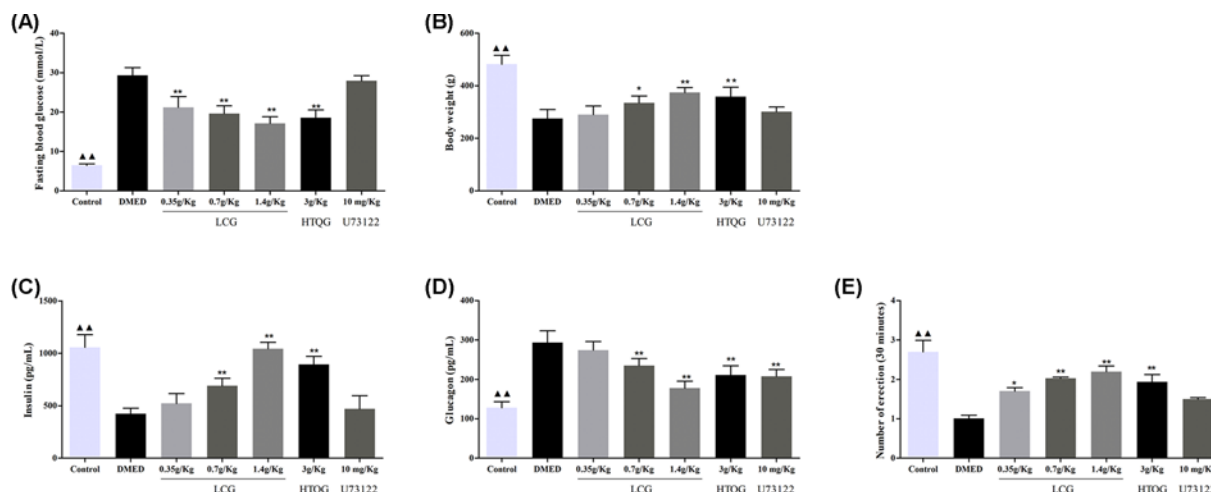 (A)
Fasting blood glucose (mmol/L)
40
30
20
10
0
▲▲
**
**
**
**
Control DMED 0.35g/Kg 0.7g/Kg 1.4g/Kg 3g/Kg 10 mg/Kg
LCG HTQG U73122
(B)
Body weight (g)
600
400
200
0
▲▲
*
**
**
Control DMED 0.35g/Kg 0.7g/Kg 1.4g/Kg 3g/Kg 10 mg/Kg
LCG HTQG U73122
(C)
Insulin (pg/mL)
1500
1000
500
0
▲▲
**
**
**
Control DMED 0.35g/Kg 0.7g/Kg 1.4g/Kg 3g/Kg 10 mg/Kg
LCG HTQG U73122
(D)
Glucagon (pg/mL)
400
300
200
100
0
▲▲
**
**
**
**
Control DMED 0.35g/Kg 0.7g/Kg 1.4g/Kg 3g/Kg 10 mg/Kg
LCG HTQG U73122
(E)
Number of erection (30 minutes)
4
3
2
1
0
▲▲
*
**
**
**
Control DMED 0.35g/Kg 0.7g/Kg 1.4g/Kg 3g/Kg 10 mg/K
LCG HTQG U73122